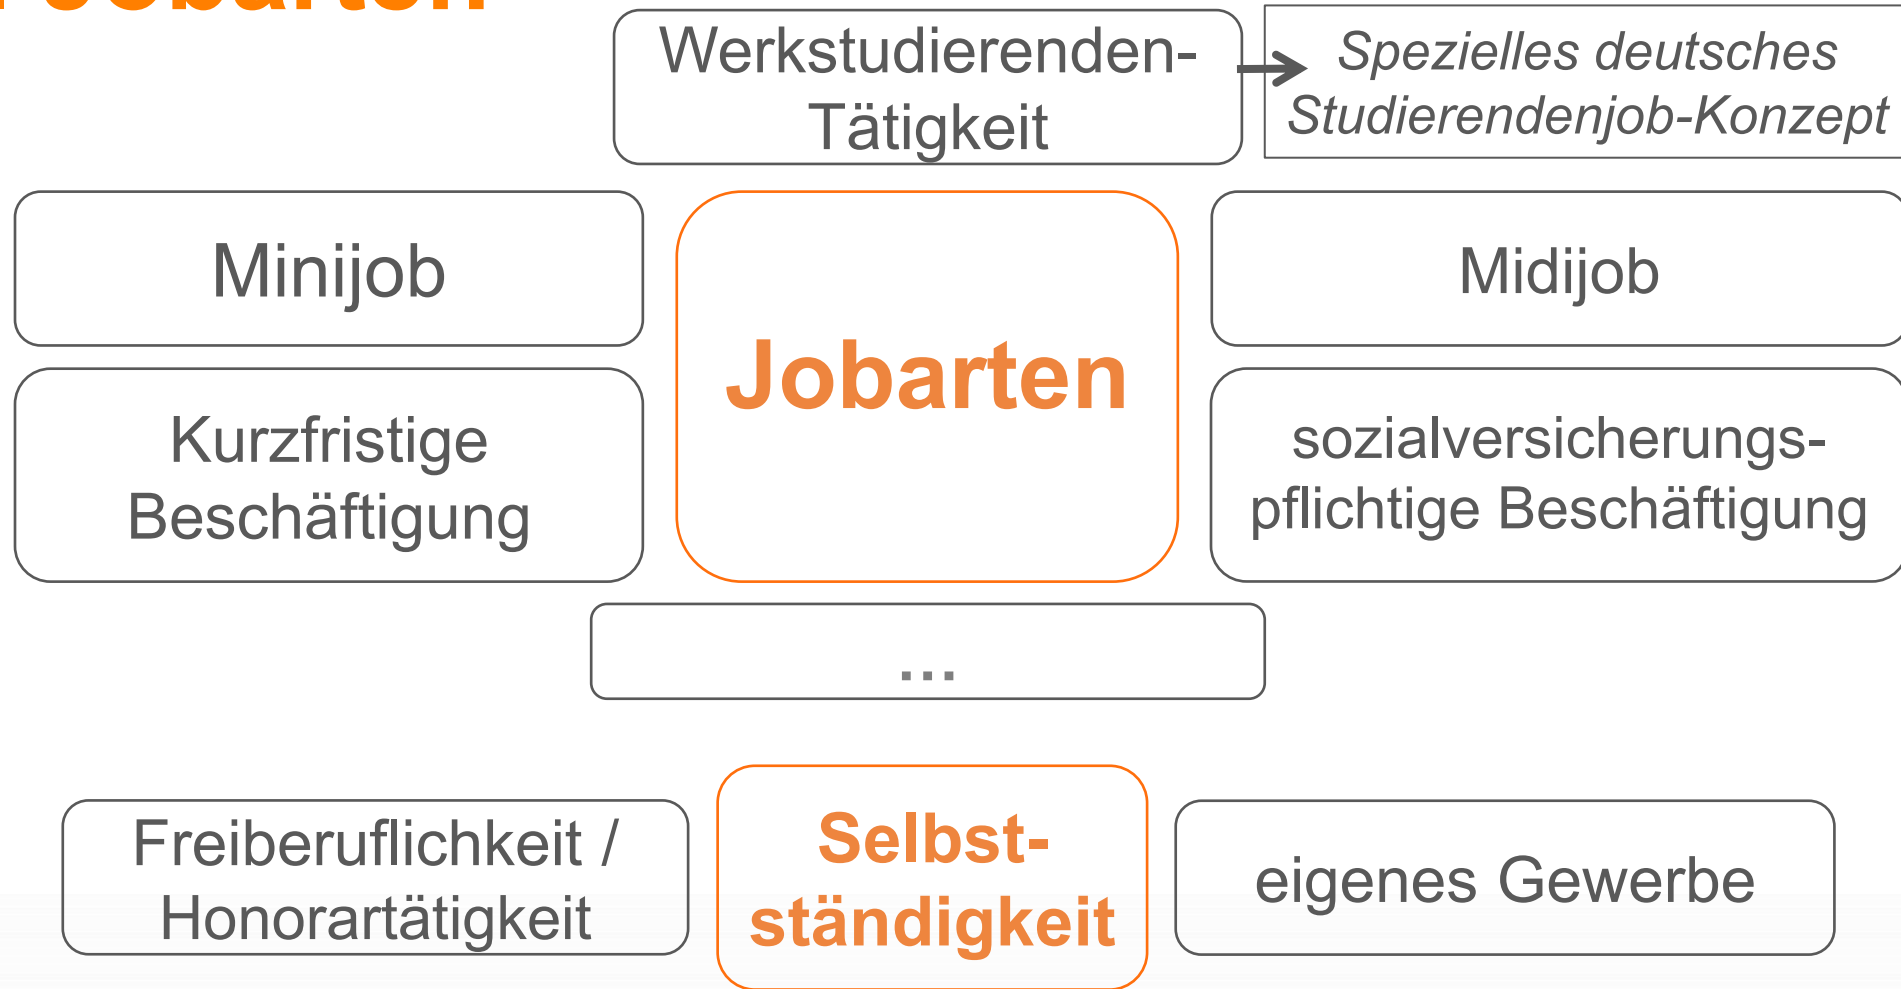 Jobarten
Werkstudierenden-
Tätigkeit
Spezielles deutsches
Studierendenjob-Konzept
Minijob
Jobarten
Midijob
Kurzfristige
Beschäftigung
sozialversicherungs-
pflichtige Beschäftigung
...
Freiberuflichkeit /
Honorartätigkeit
Selbst-
ständigkeit
eigenes Gewerbe